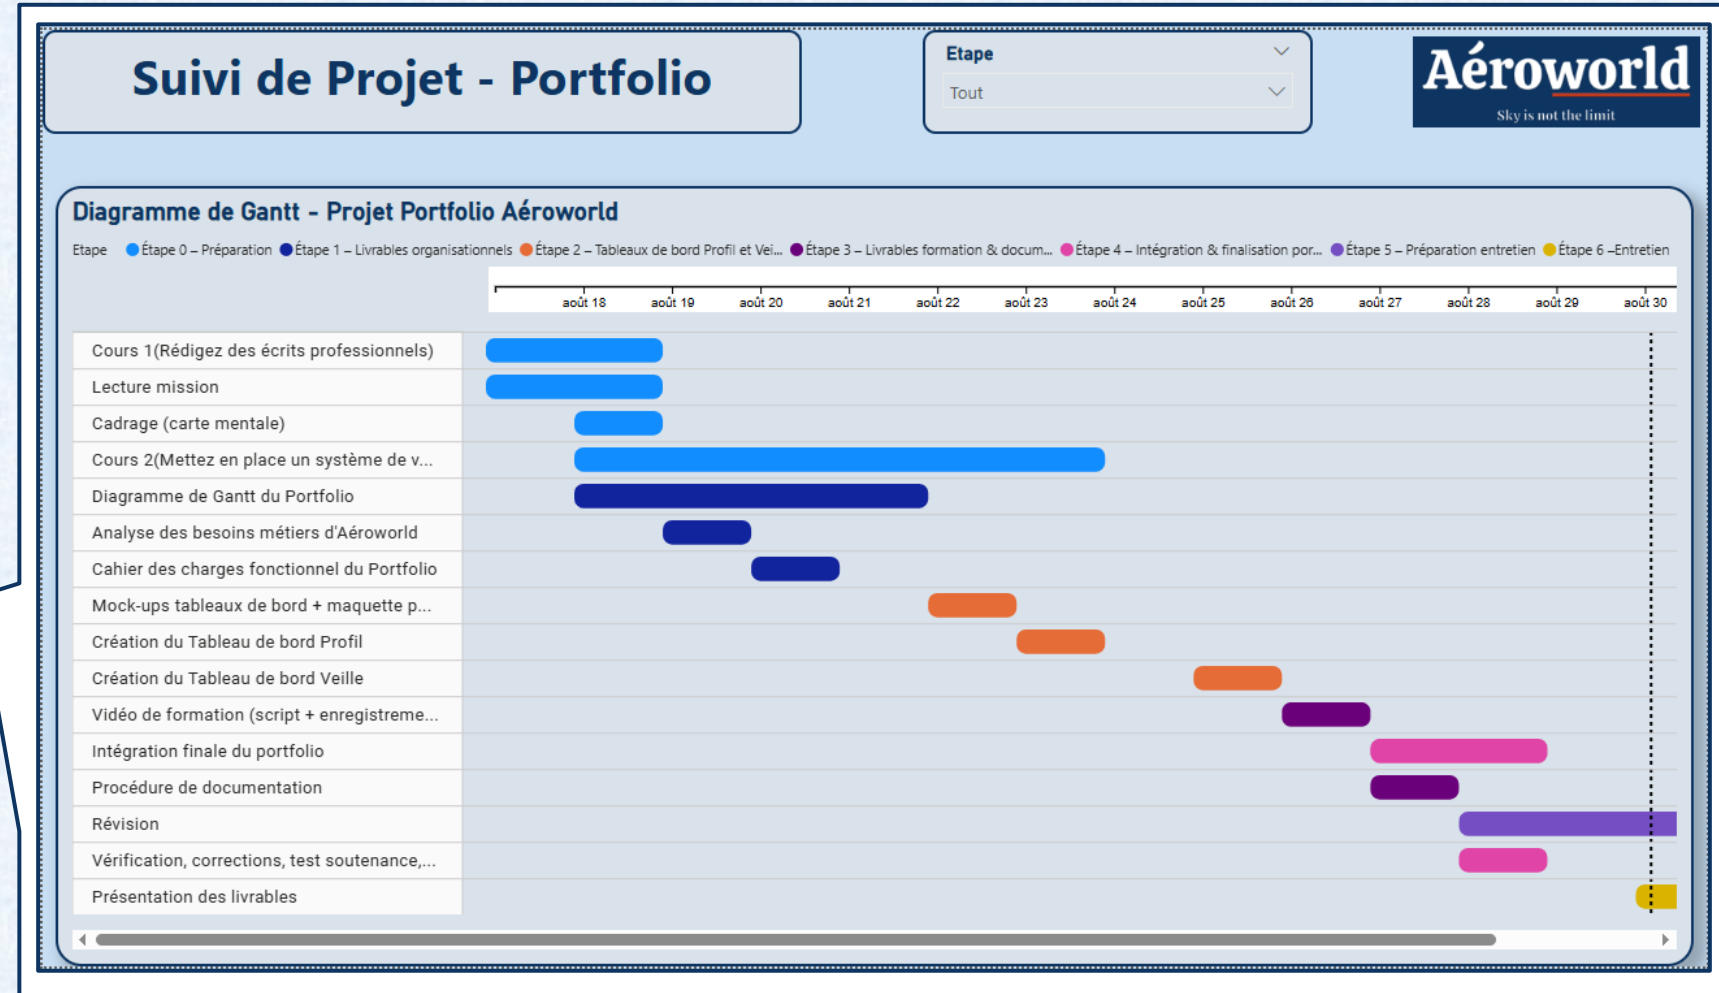 Suivi de Projet - Portfolio
Etape
Tout
Aéroworld
Sky is not the limit
Diagramme de Gantt - Projet Portfolio Aéroworld
Etape Étape 0 – Préparation Étape 1 – Livrables organisationnels Étape 2 – Tableaux de bord Profil et Vei... Étape 3 – Livrables formation & docum... Étape 4 – Intégration & finalisation por... Étape 5 – Préparation entretien Étape 6 –Entretien
août 18 août 19 août 20 août 21 août 22 août 23 août 24 août 25 août 26 août 27 août 28 août 29 août 30
Cours 1(Rédigez des écrits professionnels)
Lecture mission
Cadrage (carte mentale)
Cours 2(Mettez en place un système de v...
Diagramme de Gantt du Portfolio
Analyse des besoins métiers d'Aéroworld
Cahier des charges fonctionnel du Portfolio
Mock-ups tableaux de bord + maquette p...
Création du Tableau de bord Profil
Création du Tableau de bord Veille
Vidéo de formation (script + enregistreme...
Intégration finale du portfolio
Procédure de documentation
Révision
Vérification, corrections, test soutenance,...
Présentation des livrables